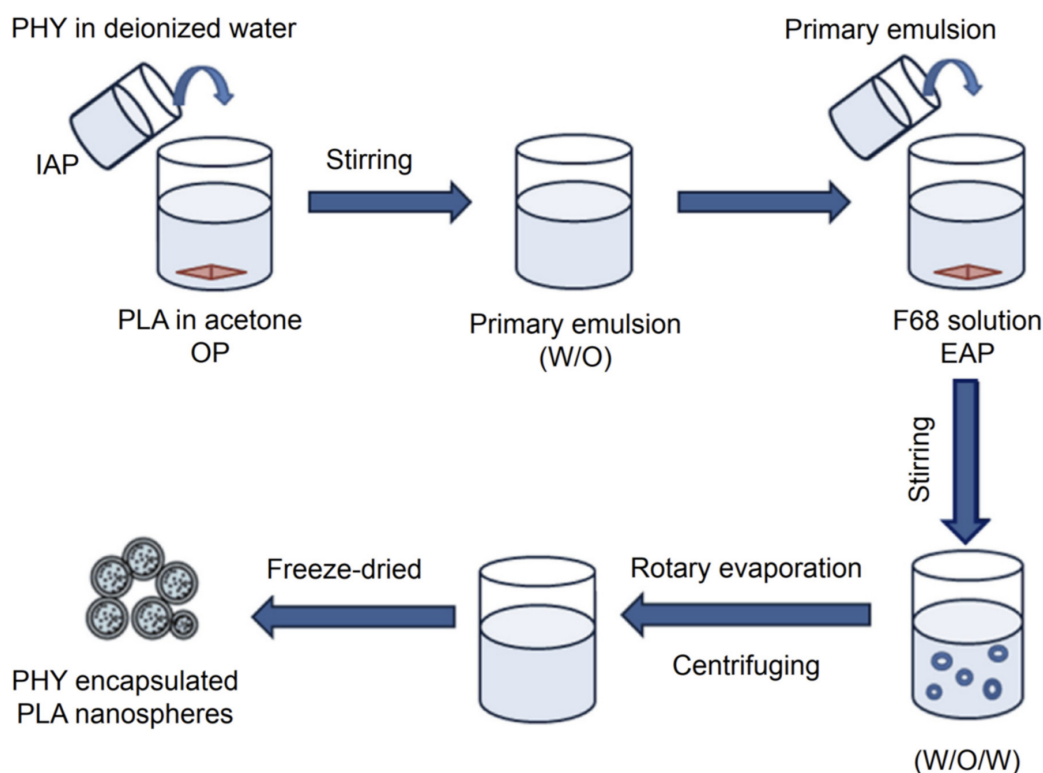 PHY in deionized water
IAP
PLA in acetone
OP
Stirring
Primary emulsion
(W/O)
Primary emulsion
F68 solution
EAP
Stirring
(W/O/W)
Rotary evaporation
Centrifuging
Freeze-dried
PHY encapsulated
PLA nanospheres